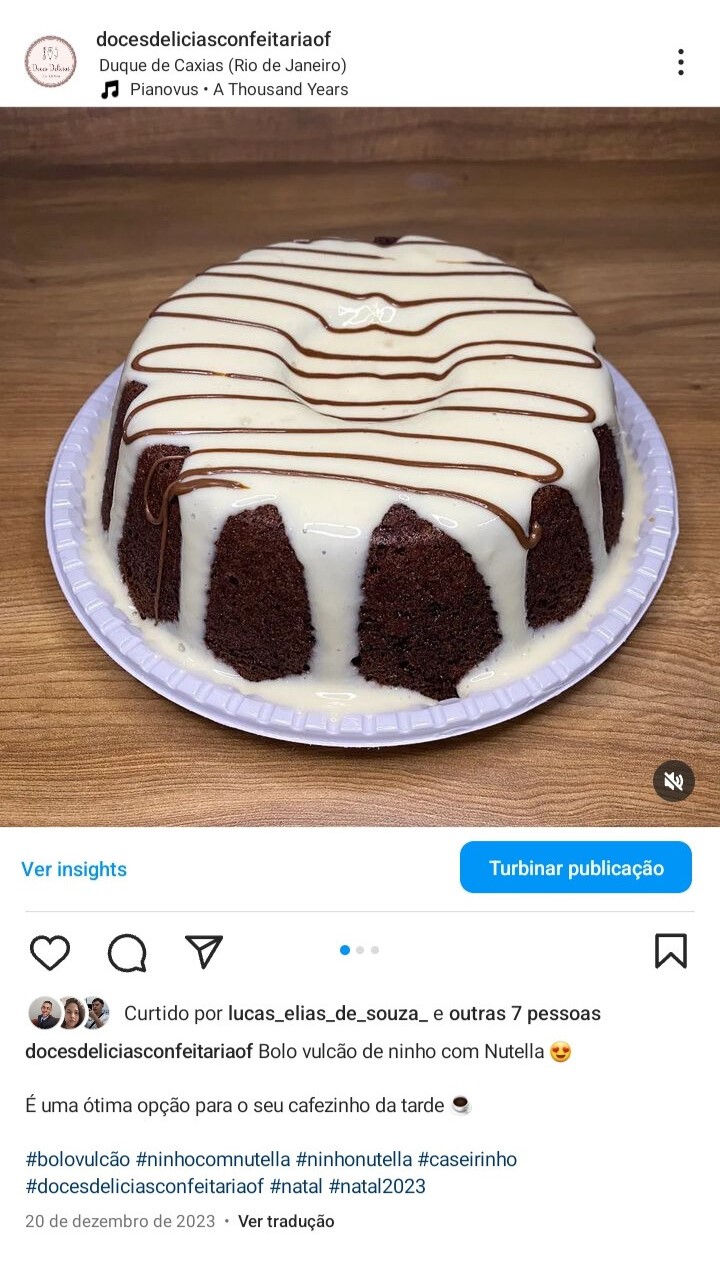 docesdeliciasconfeitariaof
Duque de Caxias (Rio de Janeiro)
Pianovus • A Thousand Years
Ver insights
Turbinar publicação
Curtido por lucas_elias_de_souza_ e outras 7 pessoas
docesdeliciasconfeitariaof Bolo vulcão de ninho com Nutella 😍
É uma ótima opção para o seu cafezinho da tarde ☕
#bolovulcão #ninhocomnutella #ninhonutella #caseirinho
#docesdeliciasconfeitariaof #natal #natal2023
20 de dezembro de 2023 • Ver tradução